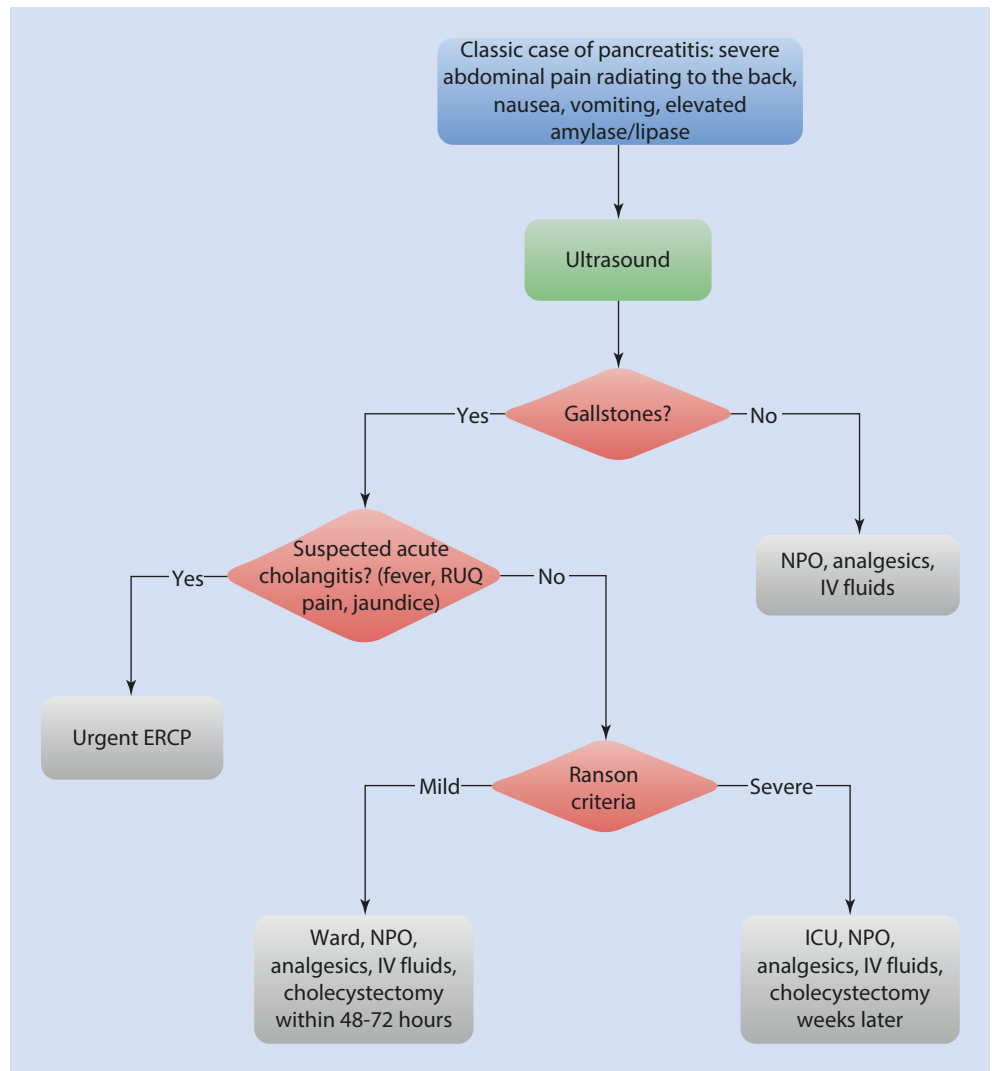 Classic case of pancreatitis: severe
abdominal pain radiating to the back,
nausea, vomiting, elevated
amylase/lipase
Ultrasound
Gallstones?
Yes
No
Suspected acute
cholangitis? (fever, RUQ
pain, jaundice)
Yes
No
NPO, analgesics,
IV fluids
Urgent ERCP
Ranson
criteria
Mild
Severe
Ward, NPO,
analgesics, IV fluids,
cholecystectomy
within 48-72 hours
ICU, NPO,
analgesics, IV fluids,
cholecystectomy
weeks later